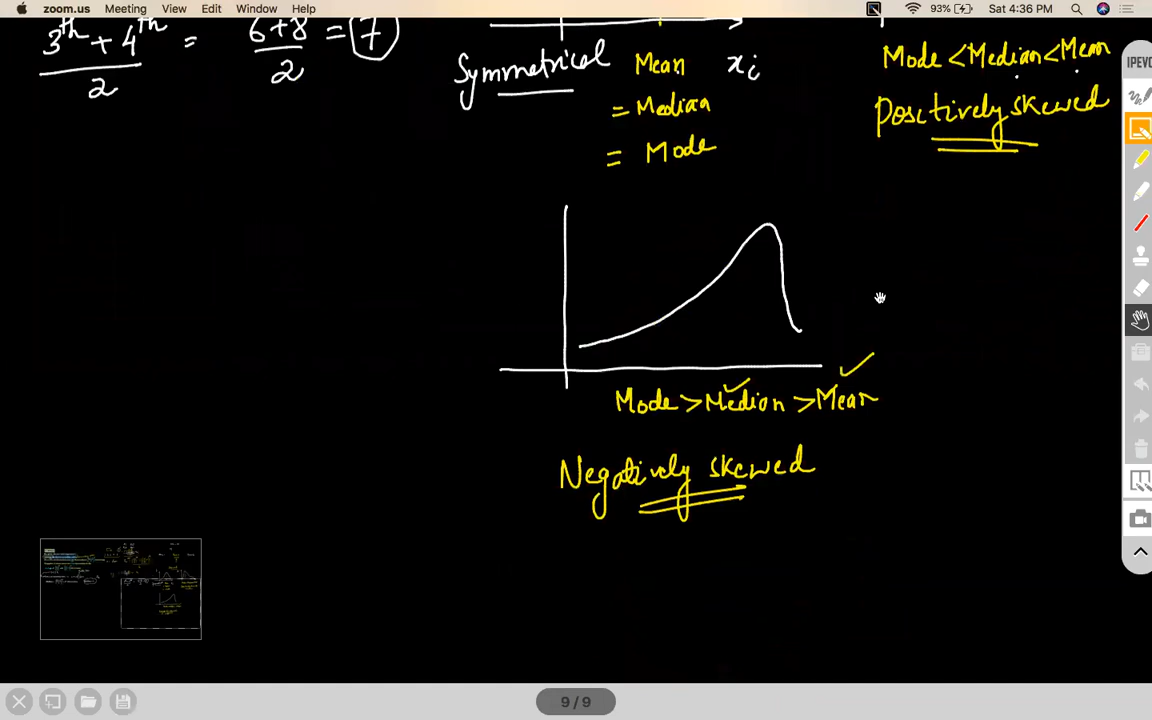 zoom.us Meeting View Edit Window Help
93% Sat 4:36 PM
3th + 4th / 2 = 6+8 / 2 = 7
Symmetrical
Mean
= Median
= Mode
xi
Mode < Median < Mean
Positively skewed
IPEVO
Mode > Median > Mean
Negatively skewed
9 / 9